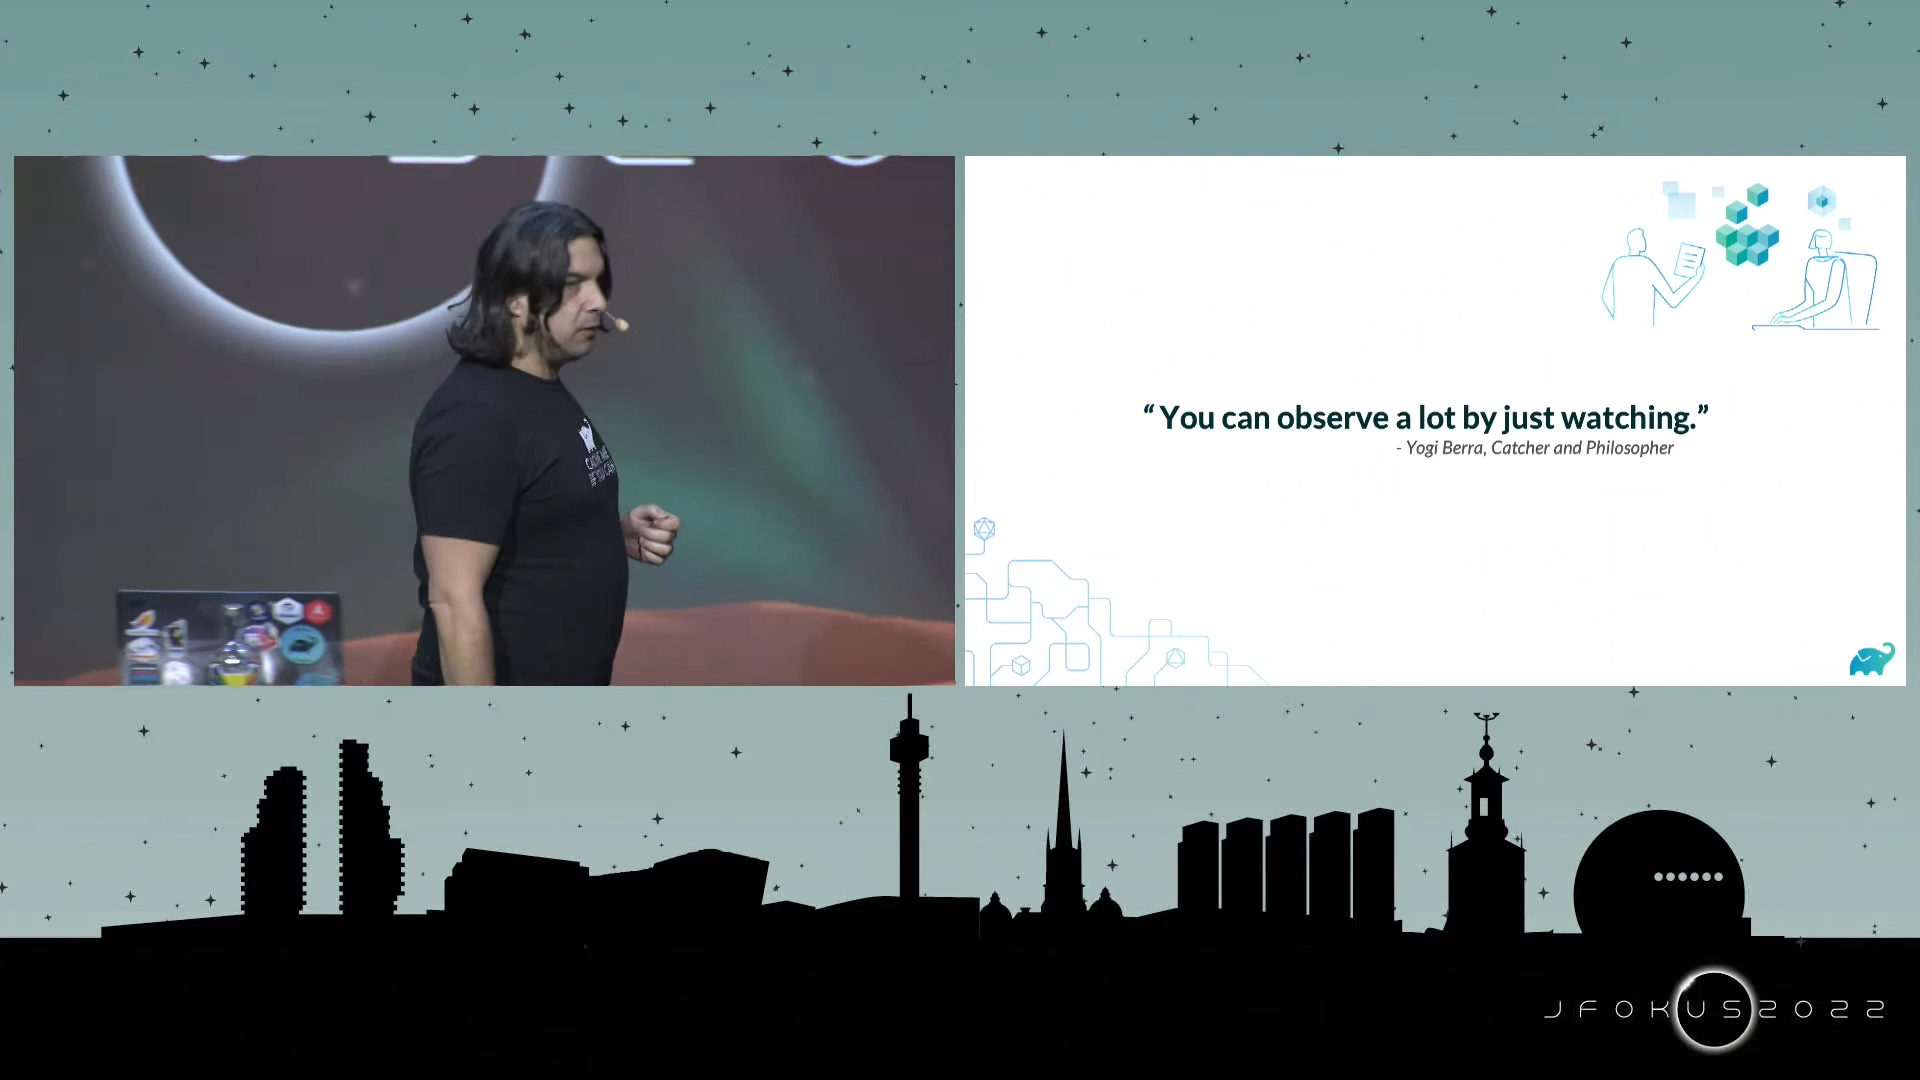 “ You can observe a lot by just watching.”
- Yogi Berra, Catcher and Philosopher
JFOKUS2022